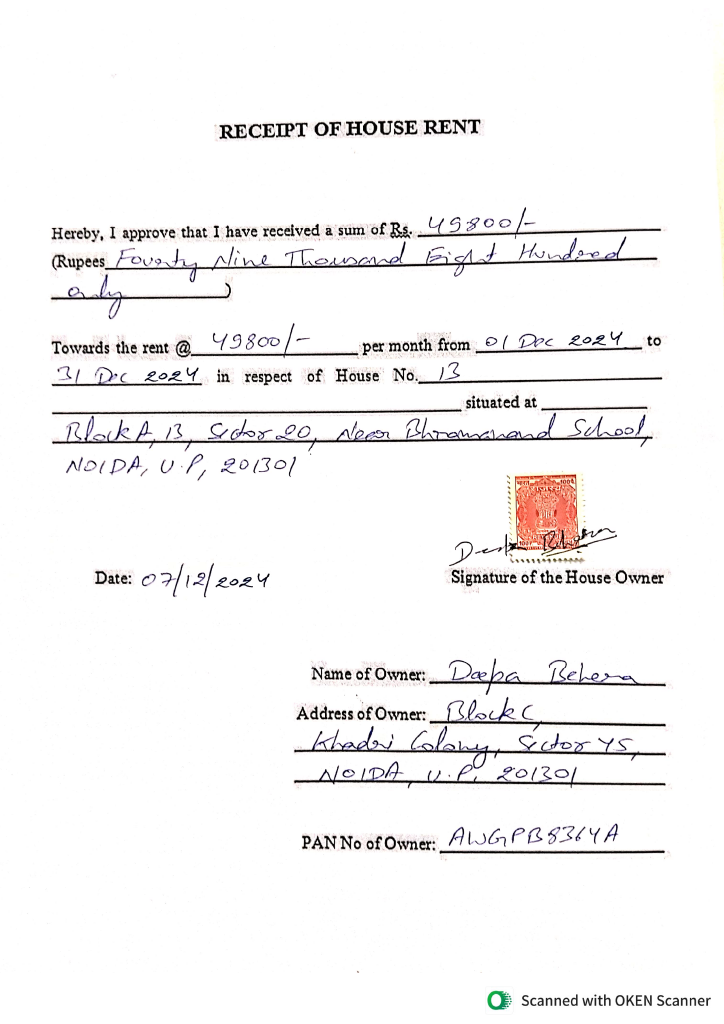 RECEIPT OF HOUSE RENT
Hereby, I approve that I have received a sum of Rs. 49800/-
(Rupees Fourty Nine Thousand Eight Hundred
only )
Towards the rent @ 49800/- per month from 01 Dec 2024 to
31 Dec 2024 in respect of House No. 13
situated at
Block A, 13, Sector 20, Near Bhramanand School,
NOIDA, U.P, 201301
Signature of the House Owner
Date: 07/12/2024
Name of Owner: Deepa Behera
Address of Owner: Block C,
Khadri Colony, Sector 45,
NOIDA, U.P, 201301
PAN No of Owner: AWGPB8364A
Scanned with OKEN Scanner